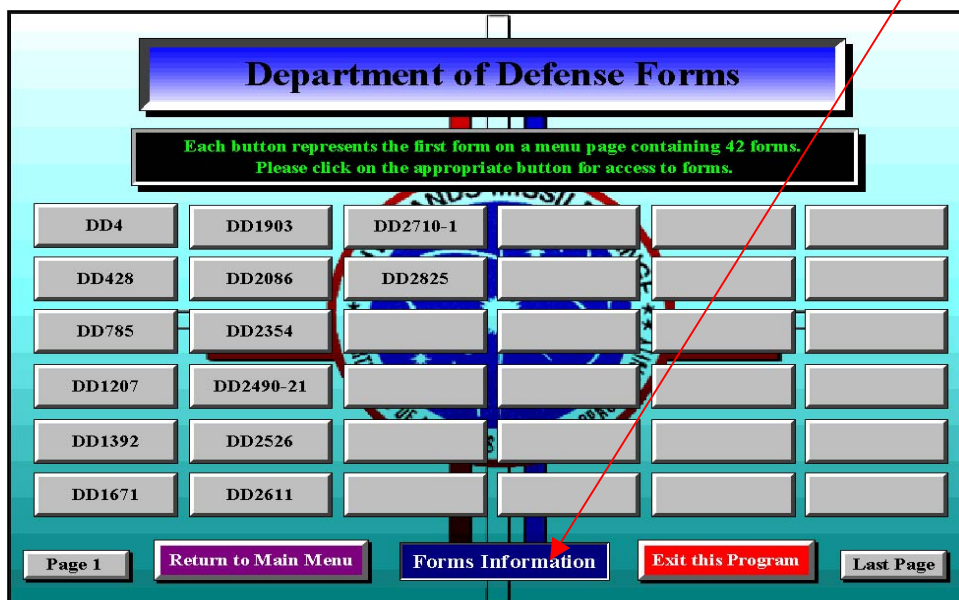 Department of Defense Forms
Each button represents the first form on a menu page containing 42 forms.
Please click on the appropriate button for access to forms.
DD4 DD1903 DD2710-1
DD428 DD2086 DD2825
DD785 DD2354
DD1207 DD2490-21
DD1392 DD2526
DD1671 DD2611
Page 1 Return to Main Menu Forms Information Exit this Program Last Page